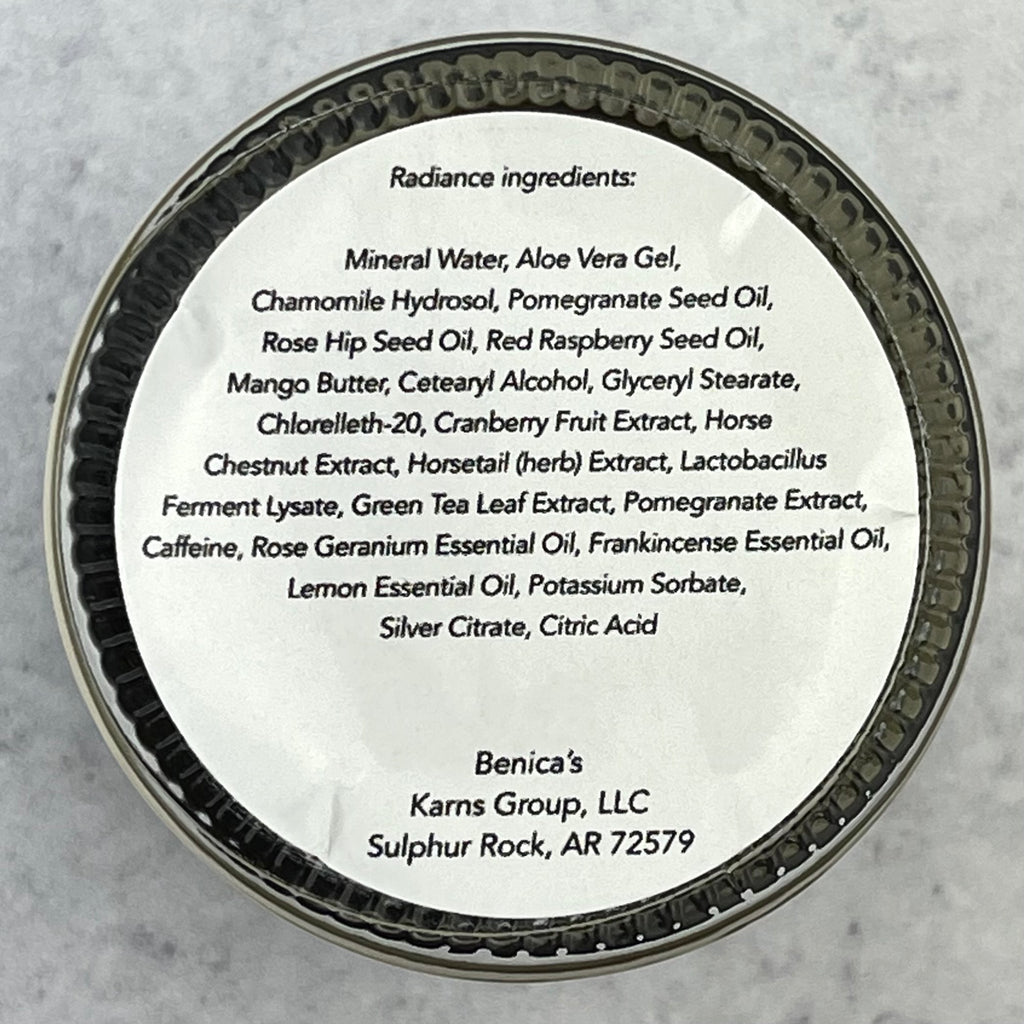 Radiance ingredients:
Mineral Water, Aloe Vera Gel,
Chamomile Hydrosol, Pomegranate Seed Oil,
Rose Hip Seed Oil, Red Raspberry Seed Oil,
Mango Butter, Cetearyl Alcohol, Glyceryl Stearate,
Chlorelleth-20, Cranberry Fruit Extract, Horse
Chestnut Extract, Horsetail (herb) Extract, Lactobacillus
Ferment Lysate, Green Tea Leaf Extract, Pomegranate Extract,
Caffeine, Rose Geranium Essential Oil, Frankincense Essential Oil,
Lemon Essential Oil, Potassium Sorbate,
Silver Citrate, Citric Acid
Benica's
Karns Group, LLC
Sulphur Rock, AR 72579